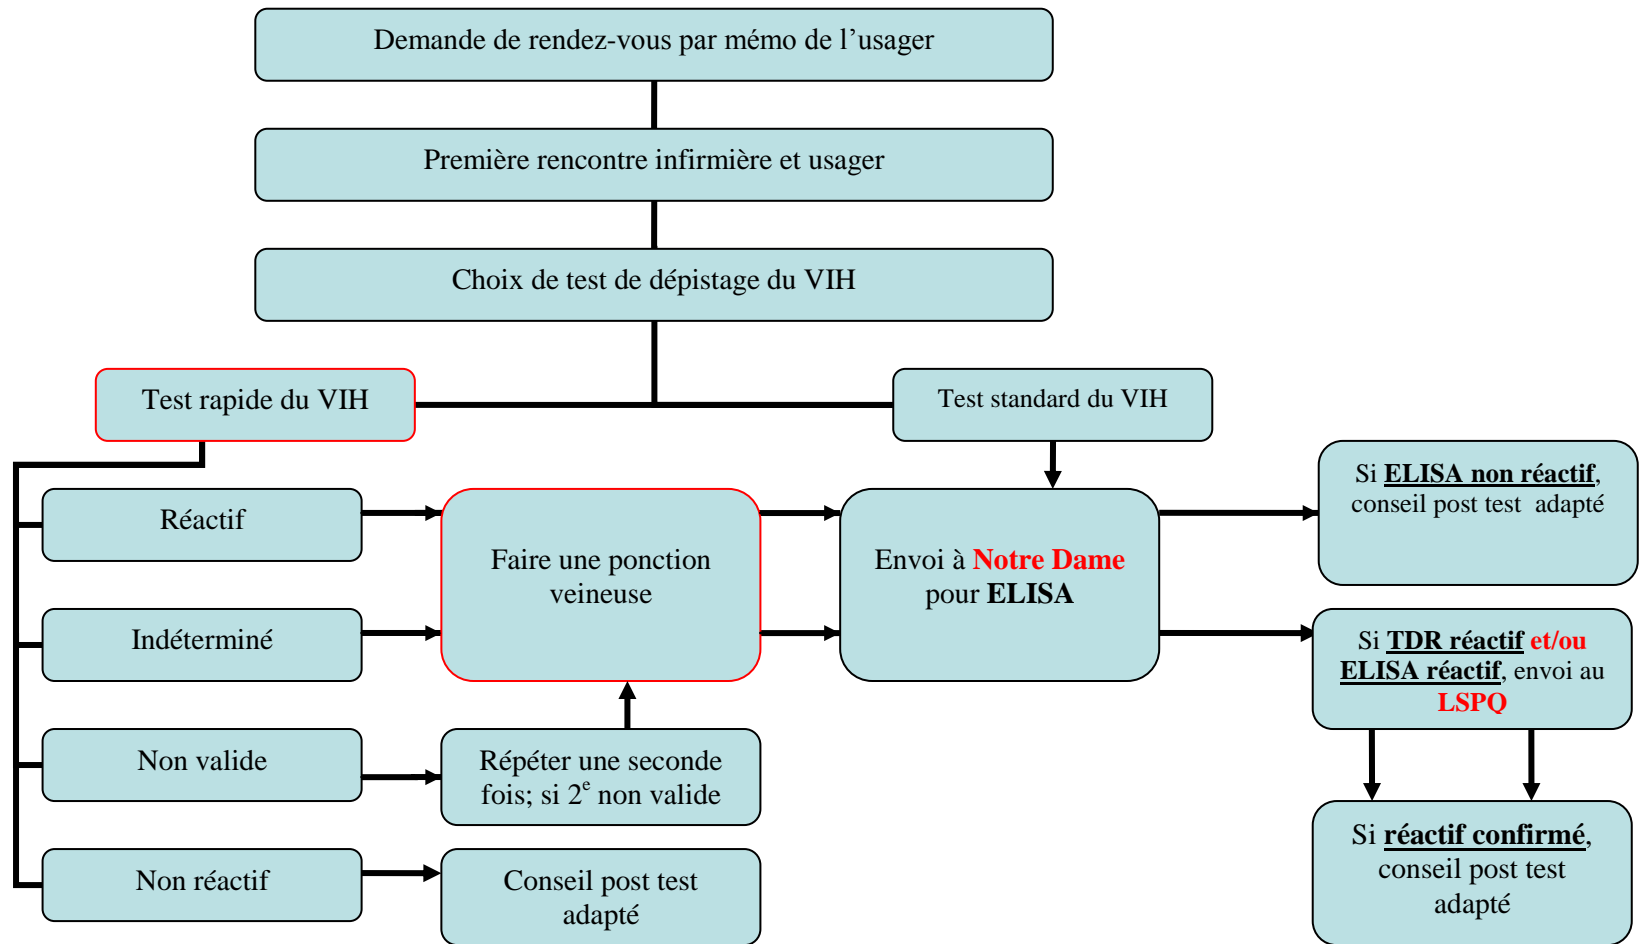 Demande de rendez-vous par mémo de l’usager
Première rencontre infirmière et usager
Choix de test de dépistage du VIH
Test rapide du VIH
Test standard du VIH
Réactif
Indéterminé
Non valide
Non réactif
Faire une ponction
veineuse
Répéter une seconde
fois; si 2e non valide
Conseil post test
adapté
Envoi à Notre Dame
pour ELISA
Si ELISA non réactif,
conseil post test adapté
Si TDR réactif et/ou
ELISA réactif, envoi au
LSPQ
Si réactif confirmé,
conseil post test
adapté